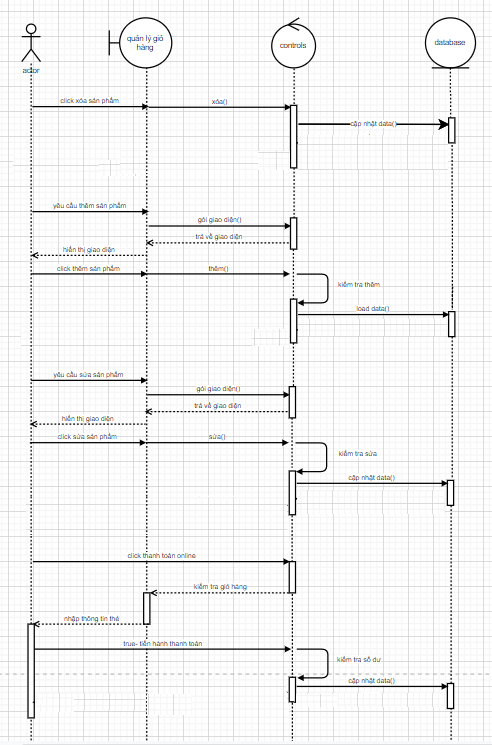 quản lý giỏ
hàng
controls
database
actor
click xóa sản phẩm
xóa()
cập nhật data()
yêu cầu thêm sản phẩm
gói giao diện()
trả về giao diện
hiển thị giao diện
click thêm sản phẩm
thêm()
kiểm tra thêm
load data()
yêu cầu sửa sản phẩm
gói giao diện()
trả về giao diện
hiển thị giao diện
click sửa sản phẩm
sửa()
kiểm tra sửa
cập nhật data()
click thanh toán online
kiểm tra giỏ hàng
nhập thông tin thẻ
true- tiến hành thanh toán
kiểm tra số dư
cập nhật data()